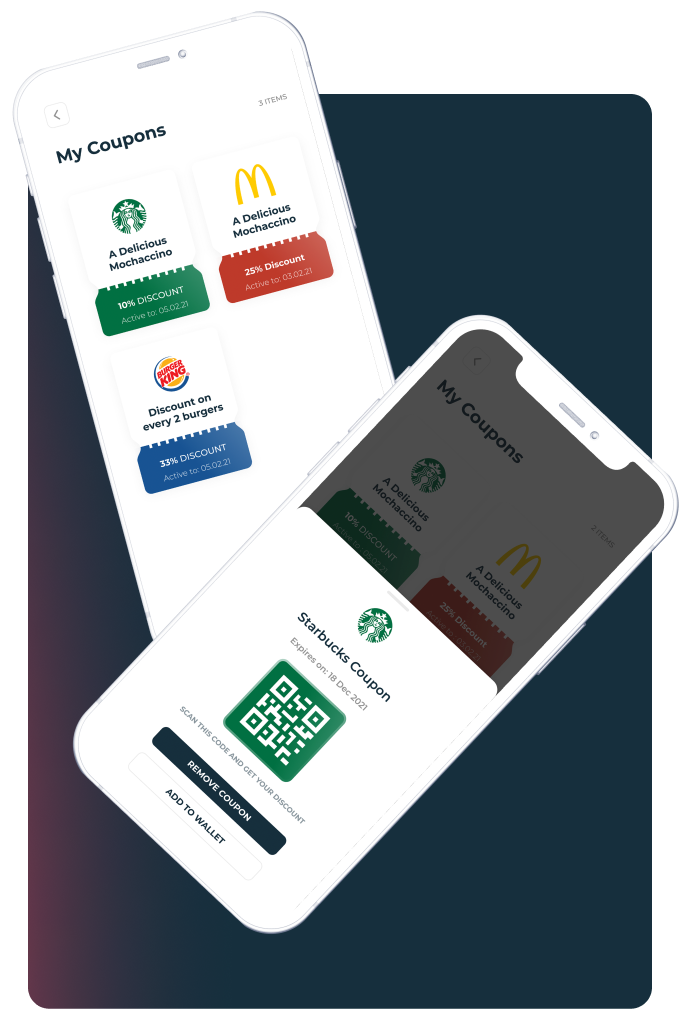 3 ITEMS
My Coupons
A Delicious
Mochaccino
10% DISCOUNT
Active to: 05.02.21
A Delicious
Mochaccino
25% Discount
Active to: 03.02.21
BURGER
KING
Discount on
every 2 burgers
33% DISCOUNT
Active to: 05.02.21
My Coupons
2 ITEMS
A Delicious
Mochaccino
10% DISCOUNT
A Delicious
Mochaccino
25% Discount
Starbucks Coupon
Expires on: 18 Dec 2021
SCAN THIS CODE AND GET YOUR DISCOUNT
REMOVE COUPON
ADD TO WALLET